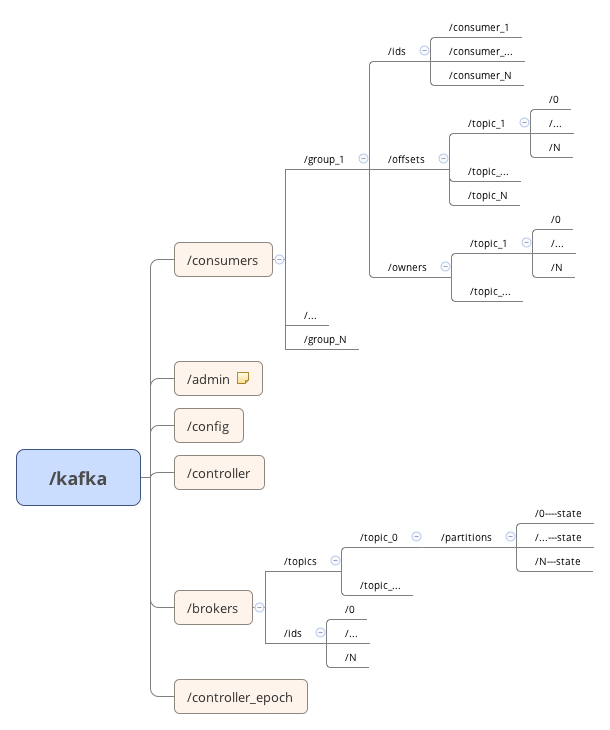 /consumer_1
/ids
/consumer_...
/consumer_N
/0
/topic_1
/...
/N
/group_1
/offsets
/topic_...
/topic_N
/0
/topic_1
/...
/owners
/N
/topic_...
/consumers
/...
/group_N
/admin
/config
/kafka
/controller
/0----state
/topic_0
/partitions
/...---state
/topics
/N---state
/topic_...
/brokers
/0
/ids
/...
/N
/controller_epoch